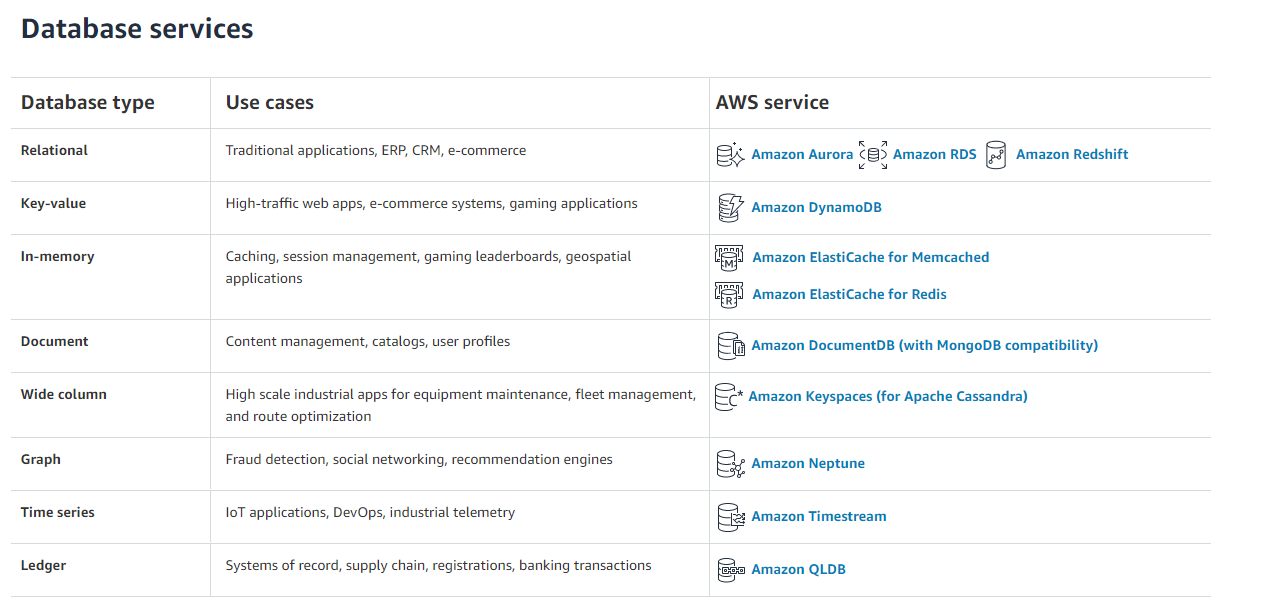 Database services
Database type Use cases AWS service
Relational Traditional applications, ERP, CRM, e-commerce Amazon Aurora Amazon RDS Amazon Redshift
Key-value High-traffic web apps, e-commerce systems, gaming applications Amazon DynamoDB
In-memory Caching, session management, gaming leaderboards, geospatial M Amazon ElastiCache for Memcached
applications
R Amazon ElastiCache for Redis
Document Content management, catalogs, user profiles Amazon DocumentDB (with MongoDB compatibility)
Wide column High scale industrial apps for equipment maintenance, fleet management, C* Amazon Keyspaces (for Apache Cassandra)
and route optimization
Graph Fraud detection, social networking, recommendation engines Amazon Neptune
Time series IoT applications, DevOps, industrial telemetry Amazon Timestream
Ledger Systems of record, supply chain, registrations, banking transactions Amazon QLDB